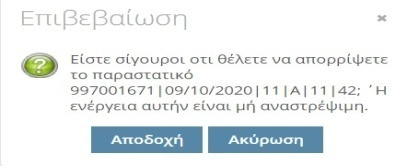 Επιβεβαίωση
Είστε σίγουροι οτι θέλετε να απορρίψετε
το παραστατικό
997001671|09/10/2020|11|Α|11|42; ΄Η
ενέργεια αυτήν είναι μή αναστρέψιμη.
Αποδοχή Ακύρωση